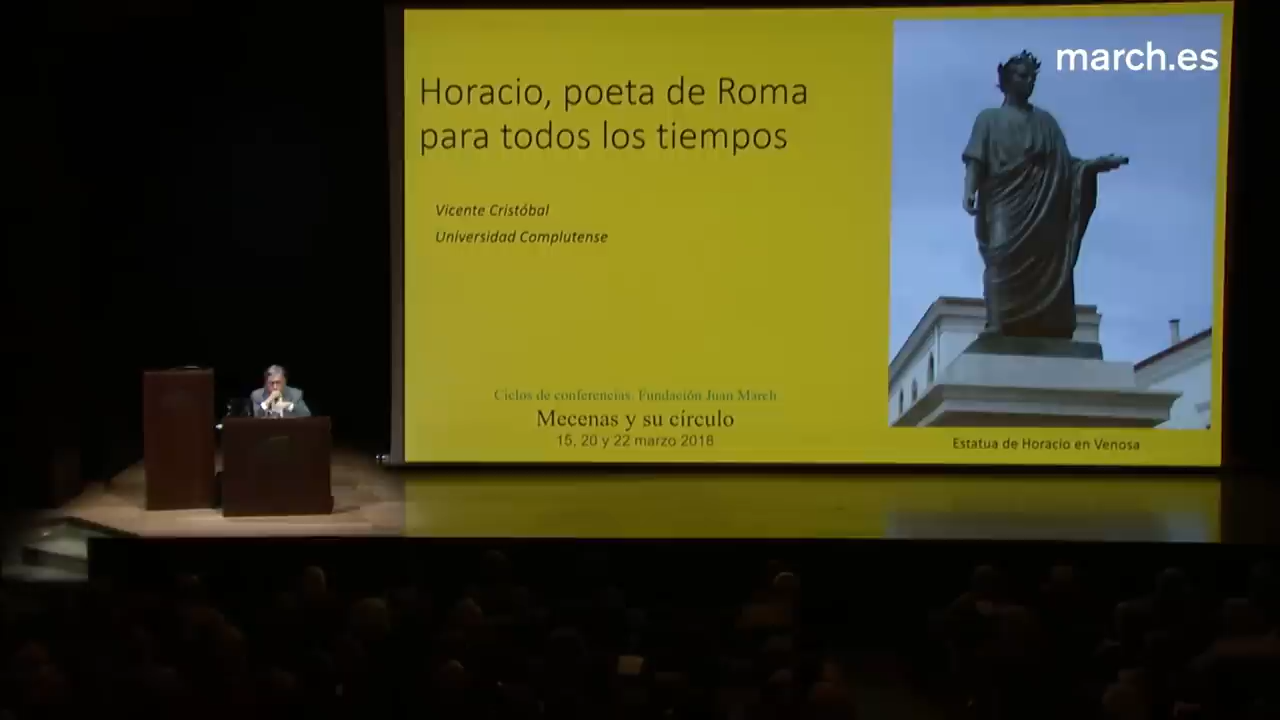 march.es
Horacio, poeta de Roma
para todos los tiempos
Vicente Cristóbal
Universidad Complutense
Ciclos de conferencias. Fundación Juan March
Mecenas y su círculo
15, 20 y 22 marzo 2018
Estatua de Horacio en Venosa